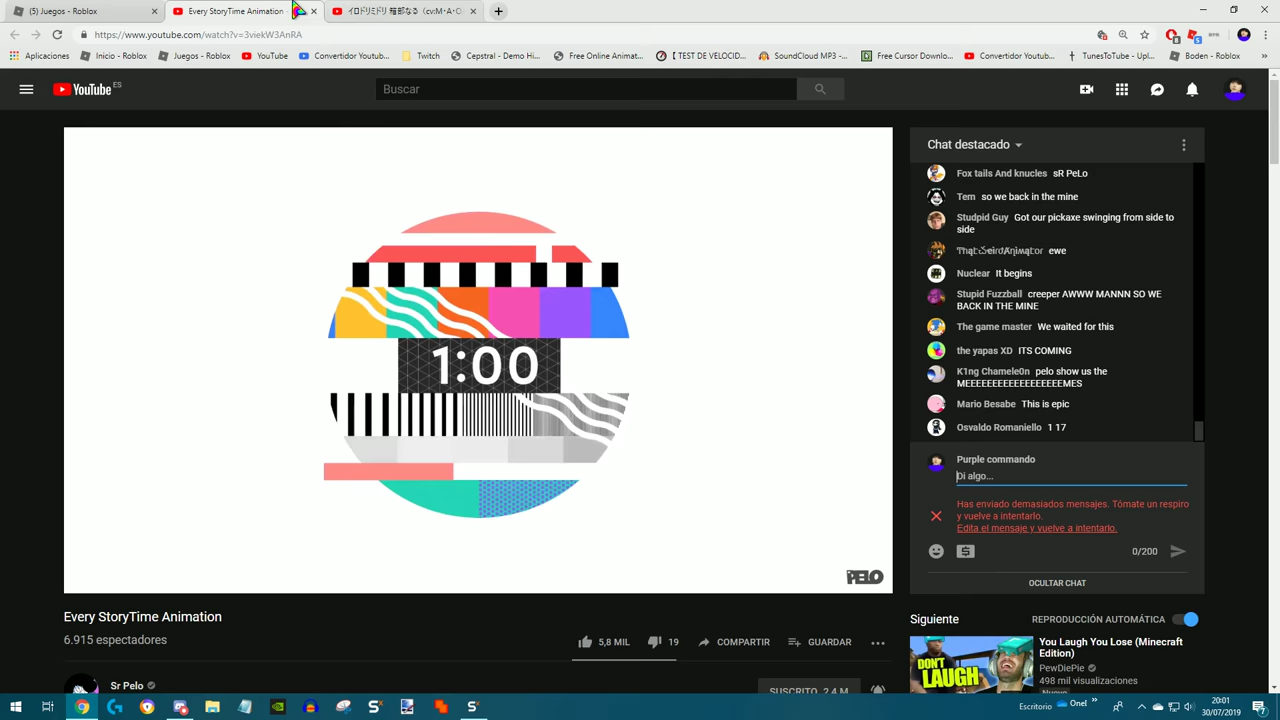 (5) Juegos - Roblox
Every StoryTime Animation -
https://www.youtube.com/watch?v=3viekW3AnRA
Aplicaciones
Inicio - Roblox
Juegos - Roblox
Convertidor Youtub...
Twitch
Cepstral - Demo Hi...
Free Online Animat...
【 TEST DE VELOCID...
SoundCloud MP3 -...
Free Cursor Downlo...
YouTube
Convertidor Youtub...
TunesToTube - Upl...
Boden - Roblox
YouTube ES
Buscar
Chat destacado
Fox tails And knucles sR PeLo
Tem so we back in the mine
Studpid Guy Got our pickaxe swinging from side to
side
ewe
Nuclear It begins
Stupid Fuzzball creeper AWWW MANNN SO WE
BACK IN THE MINE
The game master We waited for this
the yapas XD ITS COMING
K1ng Chamele0n pelo show us the
MEEEEEEEEEEEEEEEEEEMES
Mario Besabe This is epic
Osvaldo Romaniello 1 17
Purple commando
Di algo...
Has enviado demasiados mensajes. Tómate un respiro
y vuelve a intentarlo.
Edita el mensaje y vuelve a intentarlo.
0/200
OCULTAR CHAT
1:00
PELO
Every StoryTime Animation
6.915 espectadores
5,8 MIL
19
COMPARTIR
GUARDAR
Sr Pelo
SUSCRITO 2,4 M
Siguiente
REPRODUCCIÓN AUTOMÁTICA
DON'T
LAUGH
You Laugh You Lose (Minecraft
Edition)
PewDiePie
498 mil visualizaciones
Nuevo
Escritorio
OneI
20:01
30/07/2019